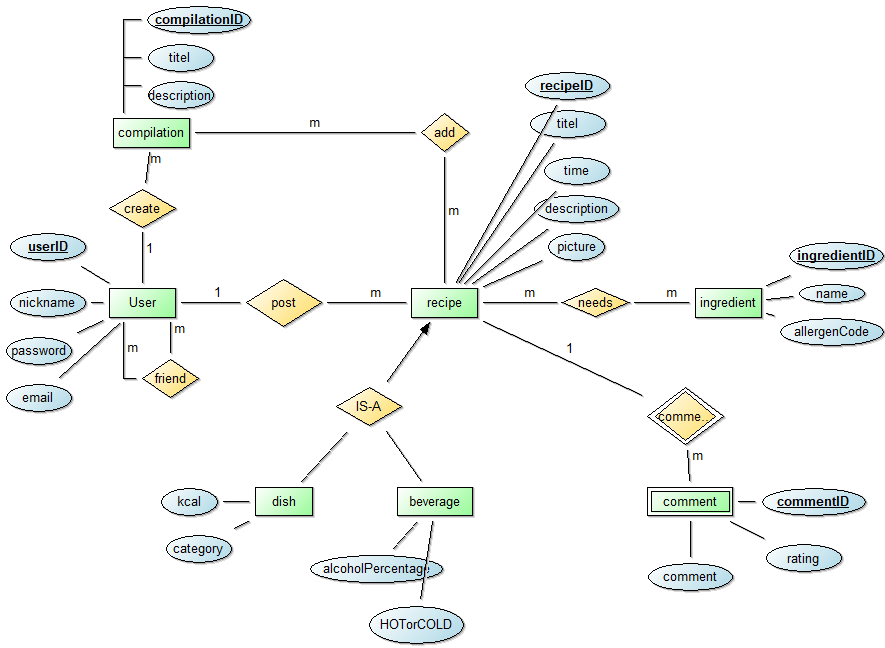 compilationID
titel
description
compilation
m
add
recipeID
titel
time
description
picture
m
m
create
1
userID
nickname
password
email
User
1
post
m
recipe
m
needs
m
ingredient
ingredientID
name
allergenCode
m
m
friend
1
IS-A
comme...
m
kcal
category
dish
beverage
comment
commentID
alcoholPercentage
HOTorCOLD
comment
rating